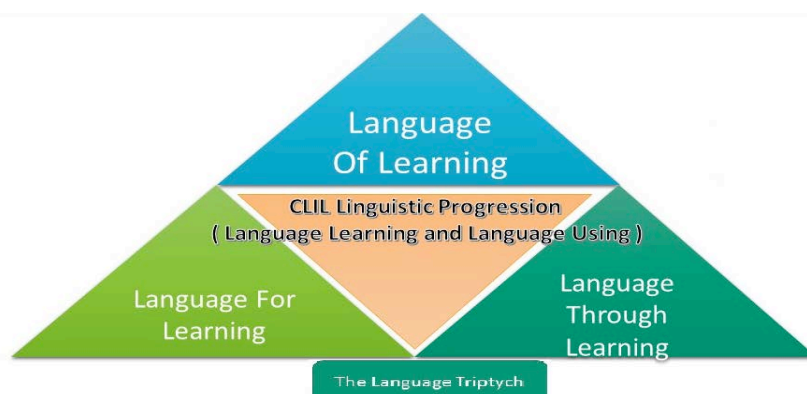 Language
Of Learning
CLIL Linguistic Progression
( Language Learning and Language Using )
Language For
Learning
Language
Through
Learning
The Language Triptych